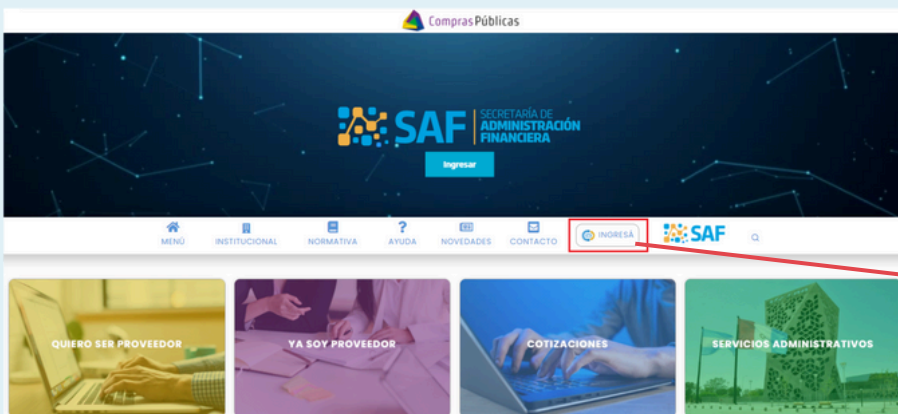 Compras Públicas
SAF
SECRETARÍA DE
ADMINISTRACIÓN
FINANCIERA
Ingresar
MENÚ INSTITUCIONAL NORMATIVA AYUDA NOVEDADES CONTACTO INGRESÁ SAF
QUIERO SER PROVEEDOR YA SOY PROVEEDOR COTIZACIONES SERVICIOS ADMINISTRATIVOS